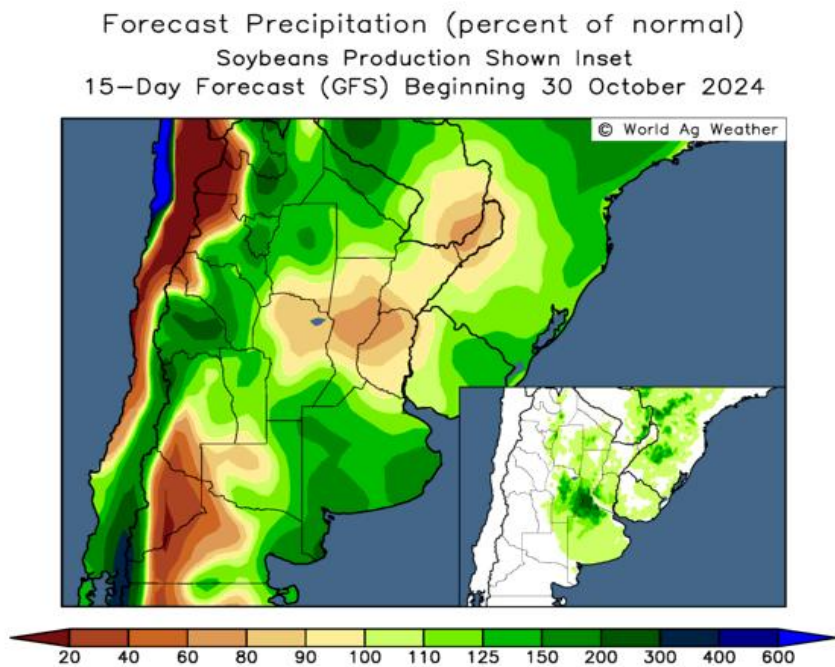 Forecast Precipitation (percent of normal)
Soybeans Production Shown Inset
15-Day Forecast (GFS) Beginning 30 October 2024
© World Ag Weather
20 40 60 80 90 100 110 125 150 200 300 400 600